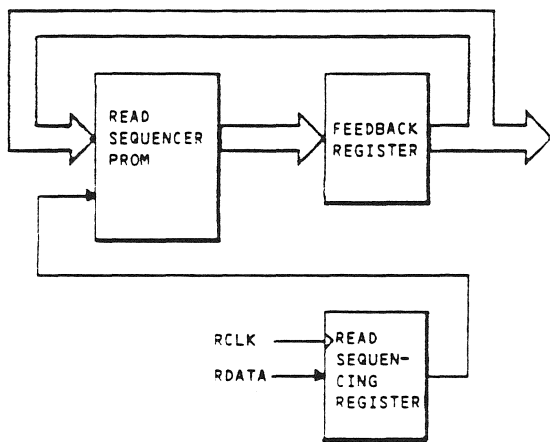 READ
SEQUENCER
PROM
FEEDBACK
REGISTER
RCLK
RDATA
READ
SEQUEN-
CING
REGISTER